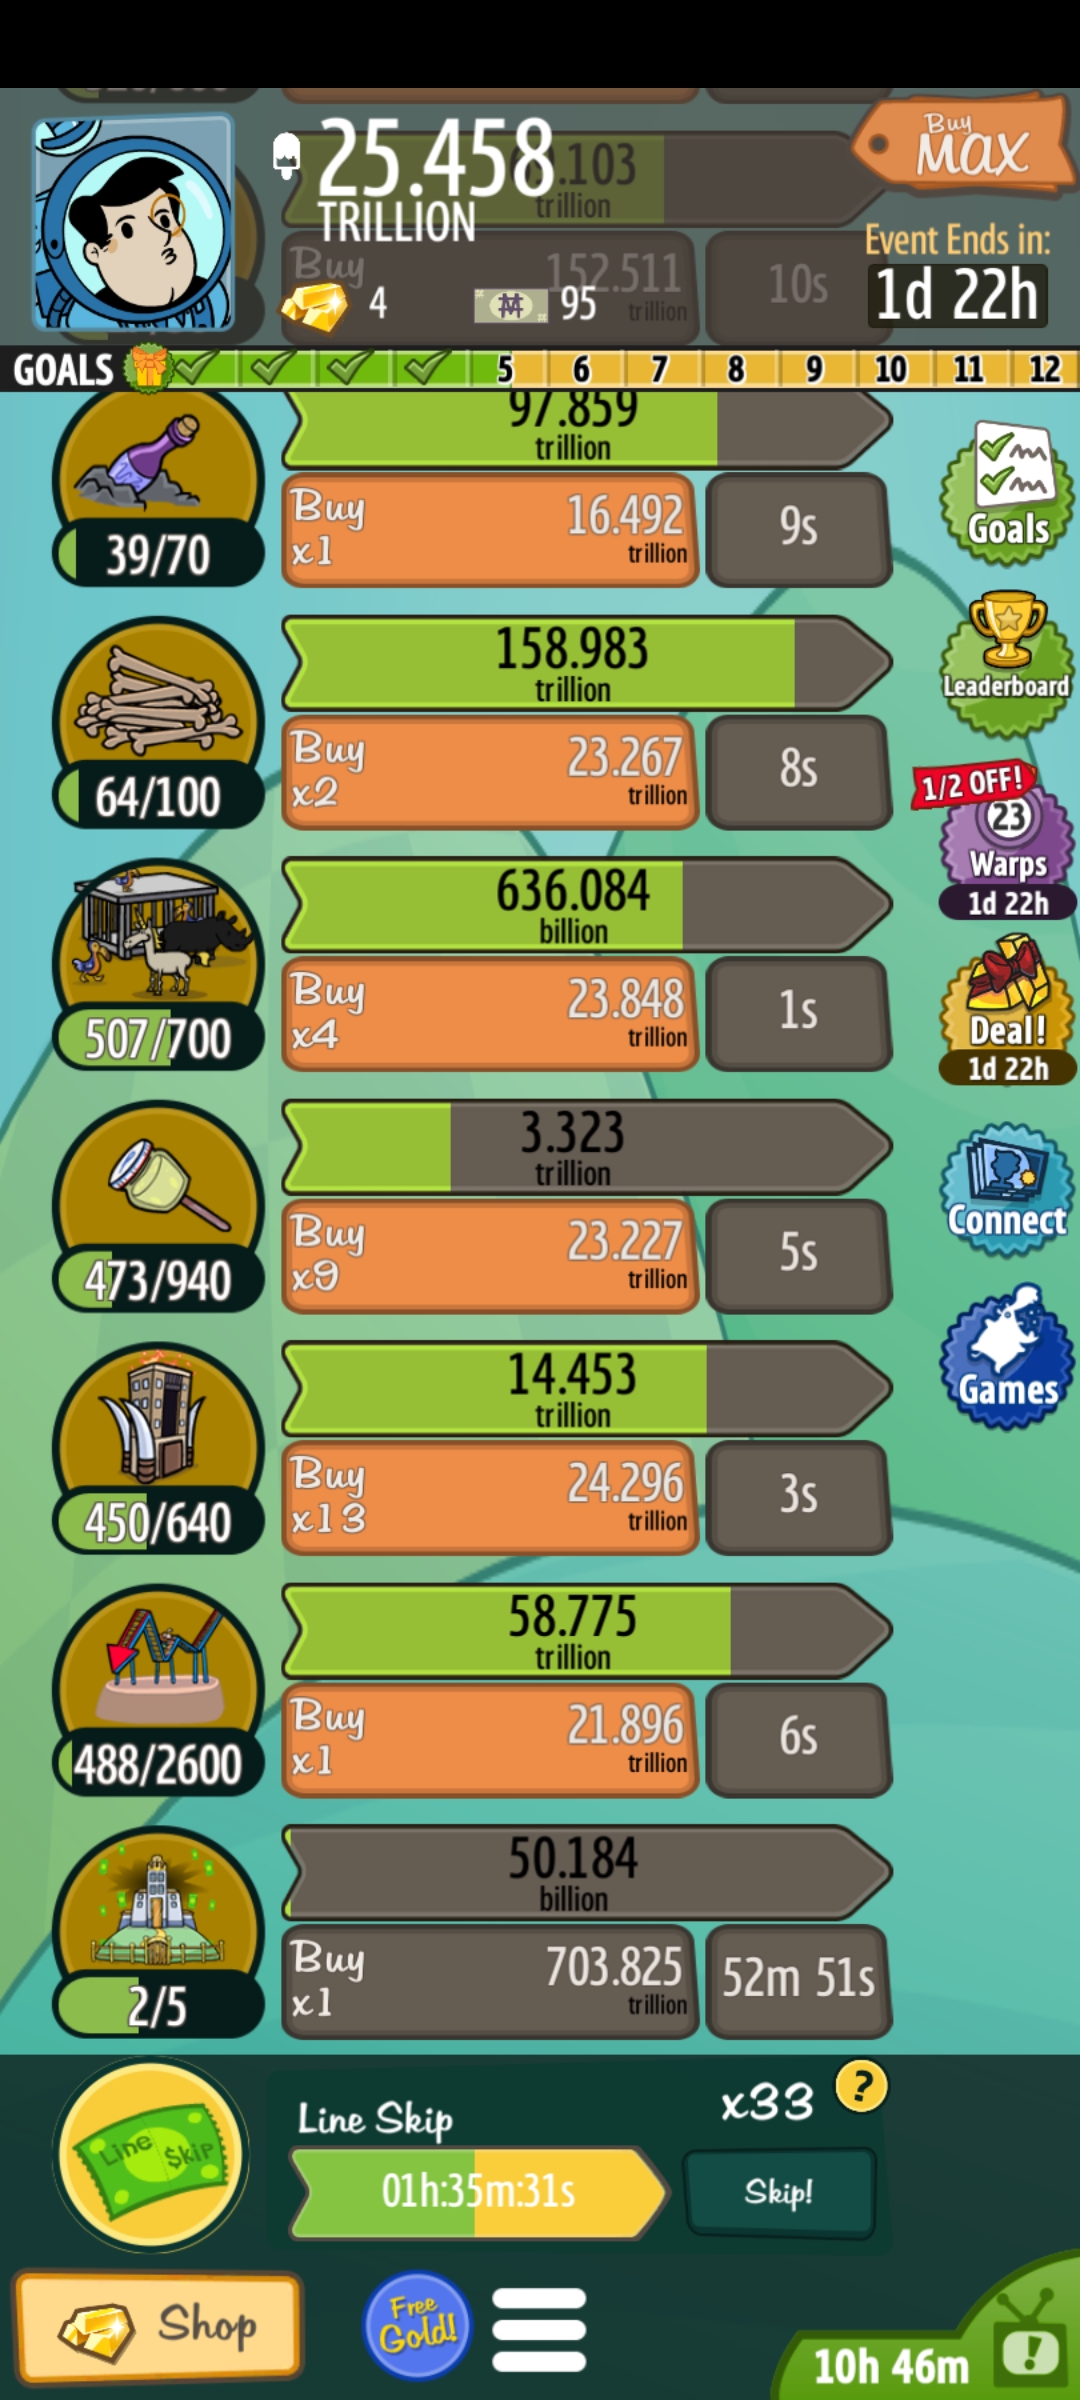 25.458
TRILLION
trillion
Buy
MAX
Event Ends in:
1d 22h
Buy
152.511
trillion
10s
4
95
GOALS
5 6 7 8 9 10 11 12
97.859
trillion
Buy
x1
16.492
trillion
9s
39/70
Goals
158.983
trillion
Buy
x2
23.267
trillion
8s
64/100
Leaderboard
1/2 OFF!
23
Warps
1d 22h
636.084
billion
Buy
x4
23.848
trillion
1s
507/700
Deal!
1d 22h
3.323
trillion
Buy
x9
23.227
trillion
5s
473/940
Connect
14.453
trillion
Buy
x13
24.296
trillion
3s
450/640
Games
58.775
trillion
Buy
x1
21.896
trillion
6s
488/2600
50.184
billion
Buy
x1
703.825
trillion
52m 51s
2/5
Line $kip
Line Skip
x33
?
01h:35m:31s
Skip!
Shop
Free
Gold!
10h 46m
!